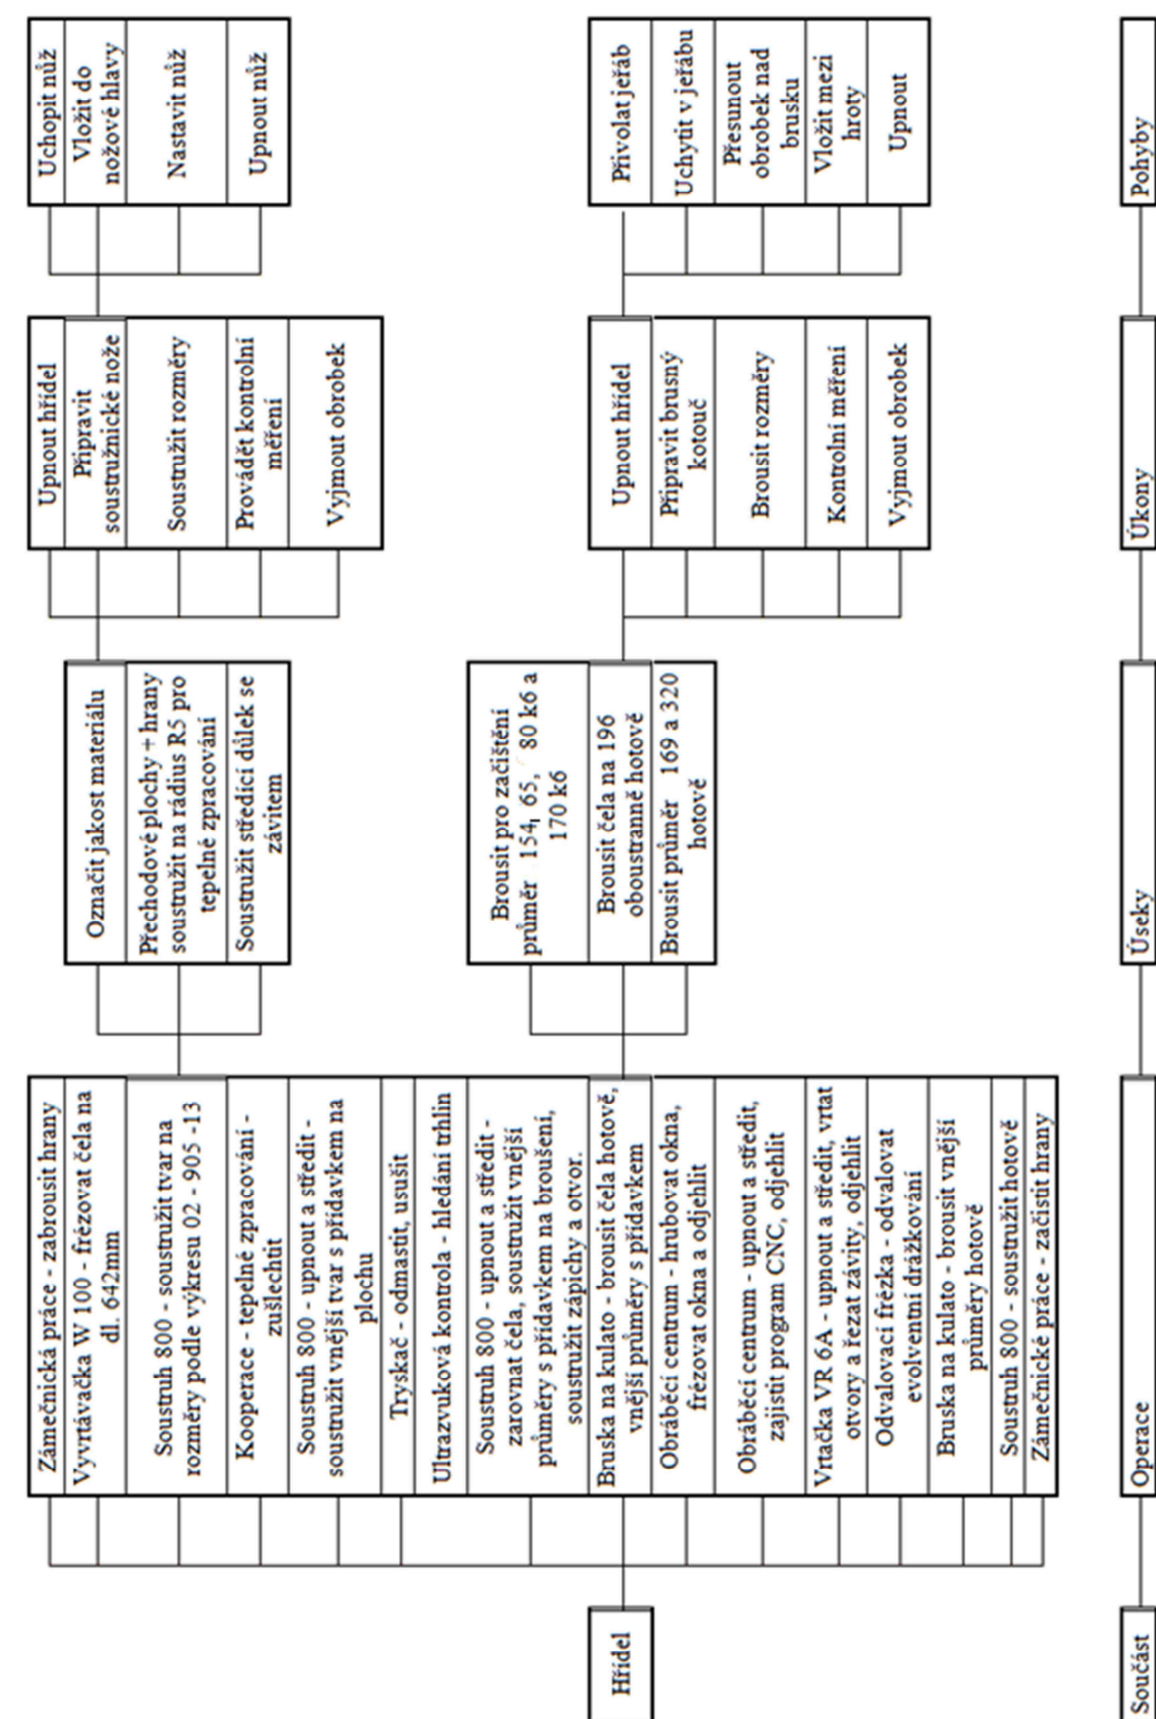 Hřídel
Zámečnická práce - zabrousit hrany
Vyvrtávačka W 100 - frézovat čela na
dl. 642mm
Soustruh 800 - soustružit tvar na
rozměry podle výkresu 02 - 905 -13
Kooperace - tepelné zpracování -
zušlechtit
Soustruh 800 - upnout a středit -
soustružit vnější tvar s přídavkem na
plochu
Tryskač - odmastit, usušit
Ultrazvuková kontrola - hledání trhlin
Soustruh 800 - upnout a středit -
zarovnat čela, soustružit vnější
průměry s přídavkem na broušení,
soustružit zápichy a otvor.
Bruska na kulato - brousit čela hotově,
vnější průměry s přídavkem
Obráběcí centrum - hrubovat okna,
frézovat okna a odjehlit
Obráběcí centrum - upnout a středit,
zajistit program CNC, odjehlit
Vrtačka VR 6A - upnout a středit, vrtat
otvory a řezat závity, odjehlit
Odvalovací frézka - odvalovat
evolventní drážkování
Bruska na kulato - brousit vnější
průměry hotově
Soustruh 800 - soustružit hotově
Zámečnické práce - začistit hrany
Označit jakost materiálu
Přechodové plochy + hrany
soustružit na rádius R5 pro
tepelné zpracování
Soustružit středící důlek se
závitem
Brousit pro začištění
průměr 154, 65, 80 k6 a
170 k6
Brousit čela na 196
oboustranně hotově
Brousit průměr 169 a 320
hotově
Upnout hřídel
Připravit
soustružnické nože
Soustružit rozměry
Provádět kontrolní
měření
Vyjmout obrobek
Upnout hřídel
Připravit brusný
kotouč
Brousit rozměry
Kontrolní měření
Vyjmout obrobek
Uchopit nůž
Vložit do
nožové hlavy
Nastavit nůž
Upnout nůž
Přivolat jeřáb
Uchytit v jeřábu
Přesunout
obrobek nad
brusku
Vložit mezi
hroty
Upnout
Součást
Operace
Úseky
Úkony
Pohyby